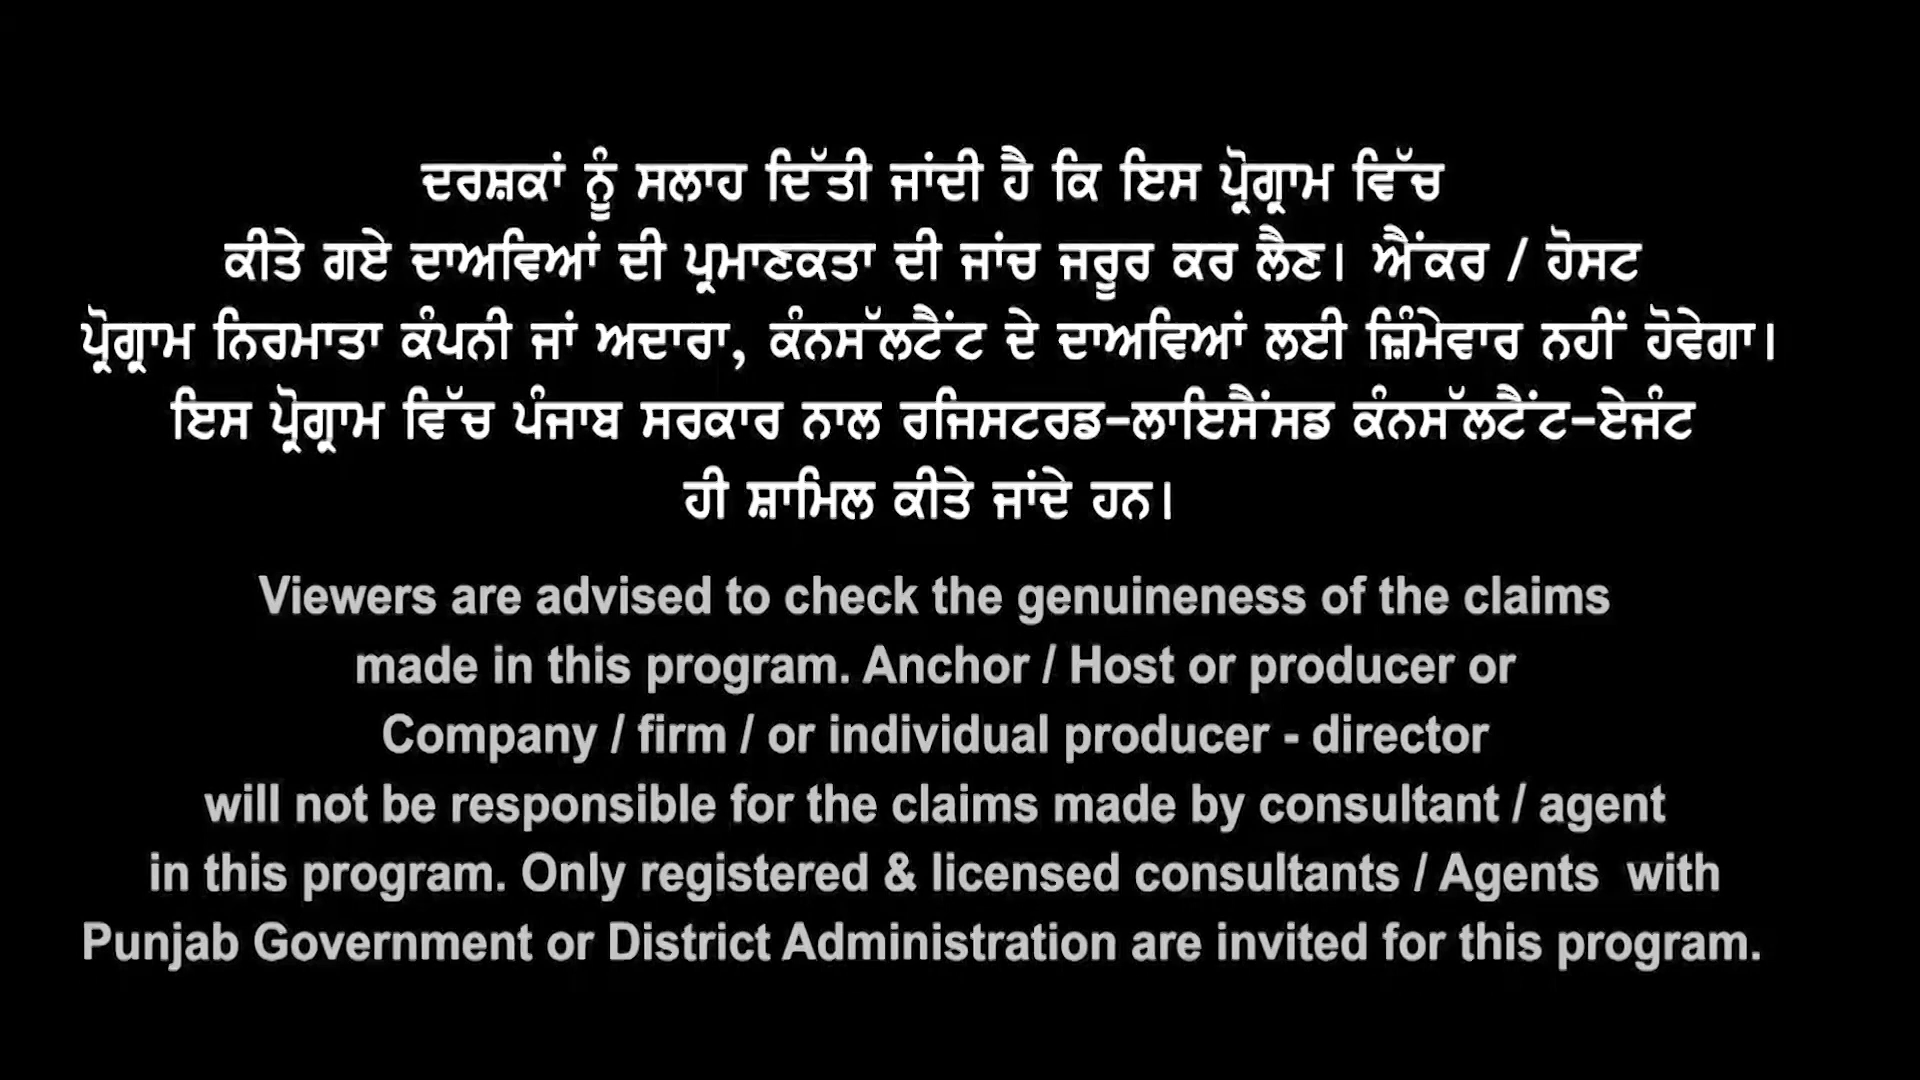 ਦਰਸ਼ਕਾਂ ਨੂੰ ਸਲਾਹ ਦਿੱਤੀ ਜਾਂਦੀ ਹੈ ਕਿ ਇਸ ਪ੍ਰੋਗ੍ਰਾਮ ਵਿੱਚ
ਕੀਤੇ ਗਏ ਦਾਅਵਿਆਂ ਦੀ ਪ੍ਰਮਾਣਕਤਾ ਦੀ ਜਾਂਚ ਜਰੂਰ ਕਰ ਲੈਣ। ਐਂਕਰ / ਹੋਸਟ
ਪ੍ਰੋਗ੍ਰਾਮ ਨਿਰਮਾਤਾ ਕੰਪਨੀ ਜਾਂ ਅਦਾਰਾ, ਕੰਨਸੱਲਟੈਂਟ ਦੇ ਦਾਅਵਿਆਂ ਲਈ ਜ਼ਿੰਮੇਵਾਰ ਨਹੀਂ ਹੋਵੇਗਾ।
ਇਸ ਪ੍ਰੋਗ੍ਰਾਮ ਵਿੱਚ ਪੰਜਾਬ ਸਰਕਾਰ ਨਾਲ ਰਜਿਸਟਰਡ-ਲਾਇਸੈਂਸਡ ਕੰਨਸੱਲਟੈਂਟ-ਏਜੰਟ
ਹੀ ਸ਼ਾਮਿਲ ਕੀਤੇ ਜਾਂਦੇ ਹਨ।
Viewers are advised to check the genuineness of the claims
made in this program. Anchor / Host or producer or
Company / firm / or individual producer - director
will not be responsible for the claims made by consultant / agent
in this program. Only registered & licensed consultants / Agents with
Punjab Government or District Administration are invited for this program.